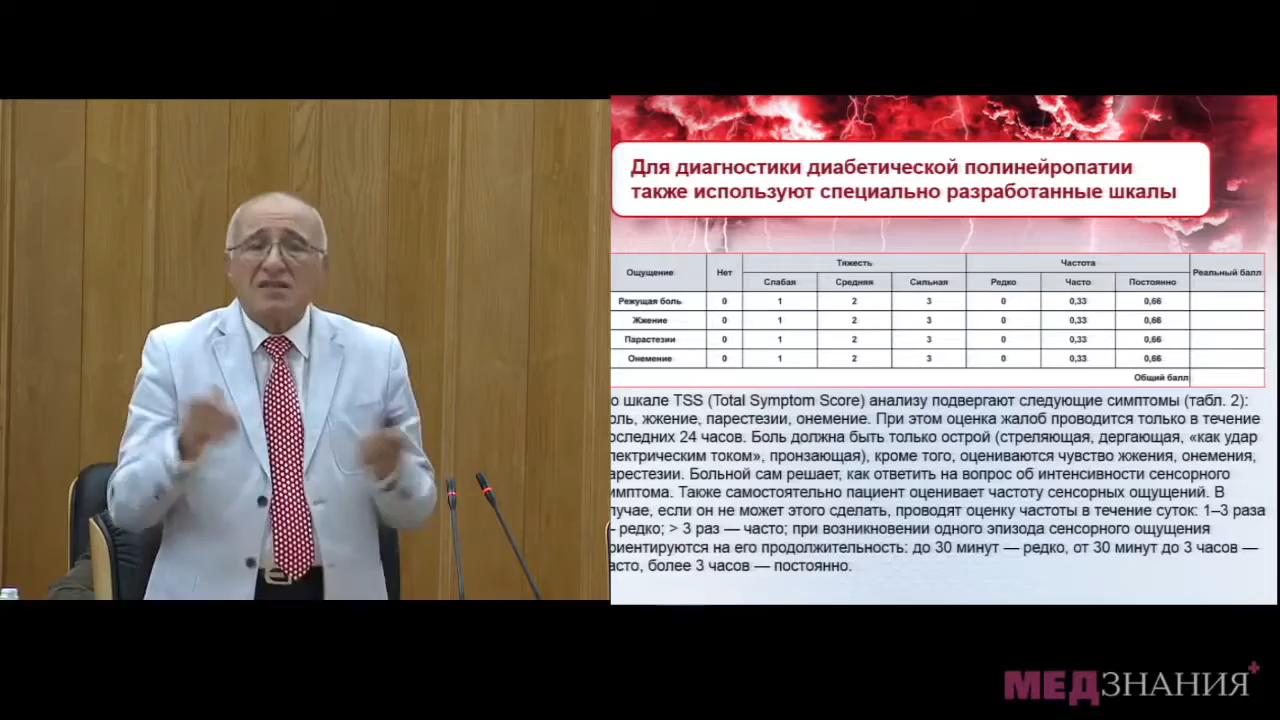 Для диагностики диабетической полинейропатии
также используют специально разработанные шкалы
Ощущение Нет Тяжесть Частота Реальный балл
Слабая Средняя Сильная Редко Часто Постоянно
Режущая боль 0 1 2 3 0 0,33 0,66
Жжение 0 1 2 3 0 0,33 0,66
Парастезии 0 1 2 3 0 0,33 0,66
Онемение 0 1 2 3 0 0,33 0,66
Общий балл
о шкале TSS (Total Symptom Score) анализу подвергают следующие симптомы (табл. 2):
оль, жжение, парестезии, онемение. При этом оценка жалоб проводится только в течение
оследних 24 часов. Боль должна быть только острой (стреляющая, дергающая, «как удар
лектрическим током», пронзающая), кроме того, оцениваются чувство жжения, онемения,
арестезии. Больной сам решает, как ответить на вопрос об интенсивности сенсорного
имптома. Также самостоятельно пациент оценивает частоту сенсорных ощущений. В
лучае, если он не может этого сделать, проводят оценку частоты в течение суток: 1–3 раза
— редко; > 3 раз — часто; при возникновении одного эпизода сенсорного ощущения
риентируются на его продолжительность: до 30 минут — редко, от 30 минут до 3 часов —
асто, более 3 часов — постоянно.
МЕДЗНАНИЯ+